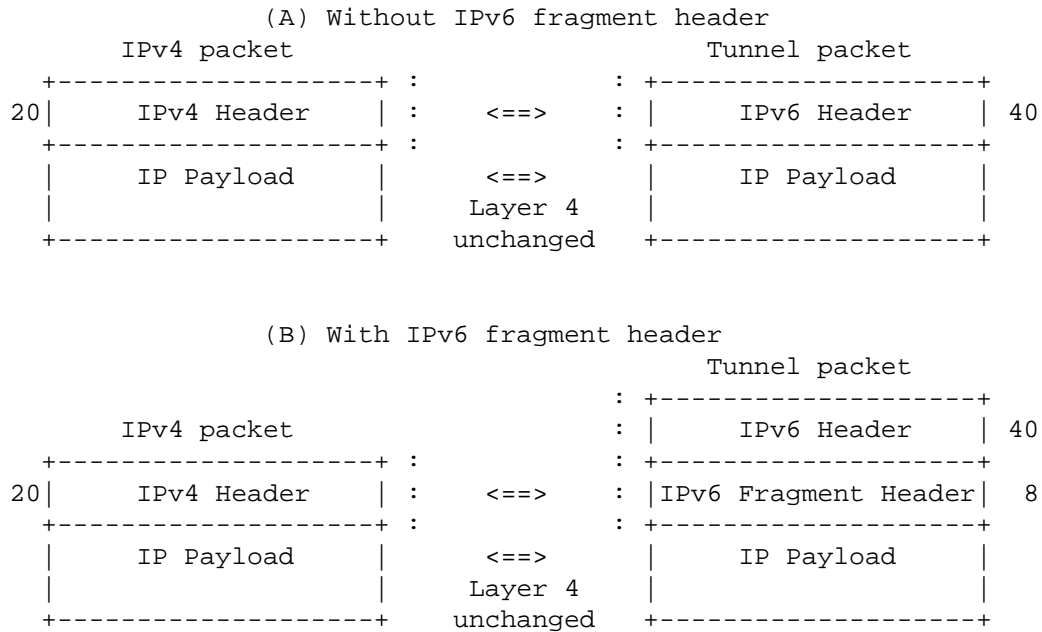 (A) Without IPv6 fragment header
IPv4 packet                         Tunnel packet
+--------------------+ :            : +--------------------+
20|     IPv4 Header    | :    <==>    : |     IPv6 Header    | 40
+--------------------+ :            : +--------------------+
|     IP Payload     |      <==>      |     IP Payload     |
|                    |     Layer 4    |                    |
+--------------------+    unchanged   +--------------------+
(B) With IPv6 fragment header
Tunnel packet
: +--------------------+
IPv4 packet                    : |     IPv6 Header    | 40
+--------------------+ :            : +--------------------+
20|     IPv4 Header    | :    <==>    : |IPv6 Fragment Header|  8
+--------------------+ :            : +--------------------+
|     IP Payload     |      <==>      |     IP Payload     |
|                    |     Layer 4    |                    |
+--------------------+    unchanged   +--------------------+